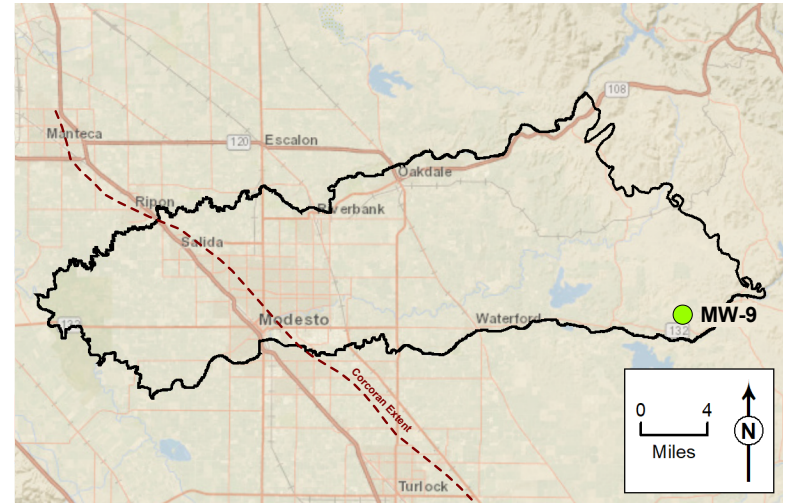 108
Manteca
120
Escalon
Oakdale
Ripon
Riverbank
Salida
MW-9
132
Modesto
Waterford
132
Corcoran Extent
0 4
Miles
N
Turlock